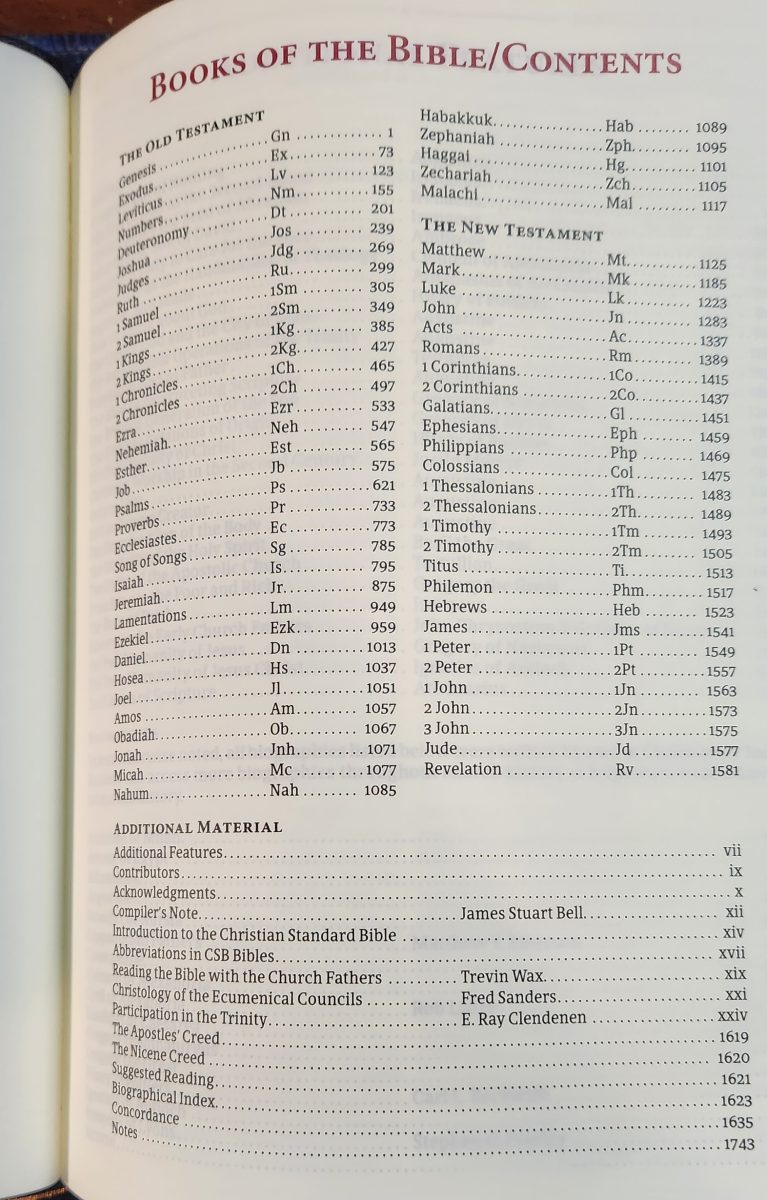 BOOKS OF THE BIBLE/CONTENTS
THE OLD TESTAMENT
Genesis Gn 1
Exodus Ex 73
Leviticus Lv 123
Numbers Nm 155
Deuteronomy Dt 201
Joshua Jos 239
Judges Jdg 269
Ruth Ru 299
1 Samuel 1Sm 305
2 Samuel 2Sm 349
1 Kings 1Kg 385
2 Kings 2Kg 427
1 Chronicles 1Ch 465
2 Chronicles 2Ch 497
Ezra Ezr 533
Nehemiah Neh 547
Esther Est 565
Job Jb 575
Psalms Ps 621
Proverbs Pr 733
Ecclesiastes Ec 773
Song of Songs Sg 785
Isaiah Is 795
Jeremiah Jr 875
Lamentations Lm 949
Ezekiel Ezk 959
Daniel Dn 1013
Hosea Hs 1037
Joel Jl 1051
Amos Am 1057
Obadiah Ob 1067
Jonah Jnh 1071
Micah Mc 1077
Nahum Nah 1085
Habakkuk Hab 1089
Zephaniah Zph 1095
Haggai Hg 1101
Zechariah Zch 1105
Malachi Mal 1117
THE NEW TESTAMENT
Matthew Mt 1125
Mark Mk 1185
Luke Lk 1223
John Jn 1283
Acts Ac 1337
Romans Rm 1389
1 Corinthians 1Co 1415
2 Corinthians 2Co 1437
Galatians Gl 1451
Ephesians Eph 1459
Philippians Php 1469
Colossians Col 1475
1 Thessalonians 1Th 1483
2 Thessalonians 2Th 1489
1 Timothy 1Tm 1493
2 Timothy 2Tm 1505
Titus Ti 1513
Philemon Phm 1517
Hebrews Heb 1523
James Jms 1541
1 Peter 1Pt 1549
2 Peter 2Pt 1557
1 John 1Jn 1563
2 John 2Jn 1573
3 John 3Jn 1575
Jude Jd 1577
Revelation Rv 1581
ADDITIONAL MATERIAL
Additional Features vii
Contributors ix
Acknowledgments x
Compiler's Note James Stuart Bell xii
Introduction to the Christian Standard Bible xiv
Abbreviations in CSB Bibles xvii
Reading the Bible with the Church Fathers Trevin Wax xix
Christology of the Ecumenical Councils Fred Sanders xxi
Participation in the Trinity E. Ray Clendenen xxiv
The Apostles' Creed 1619
The Nicene Creed 1620
Suggested Reading 1621
Biographical Index 1623
Concordance 1635
Notes 1743